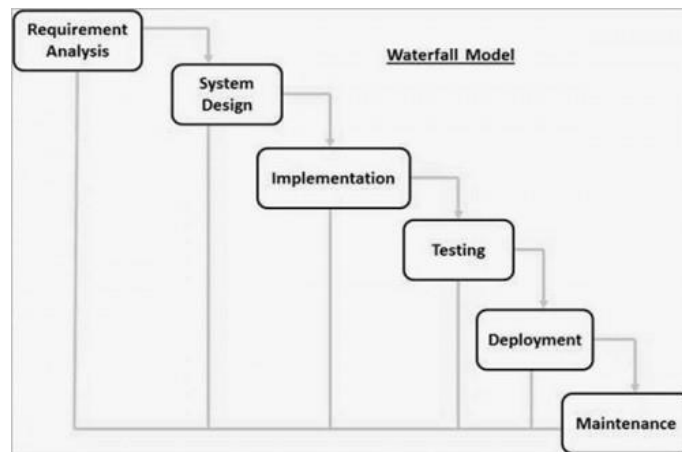 Requirement
Analysis
Waterfall Model
System
Design
Implementation
Testing
Deployment
Maintenance